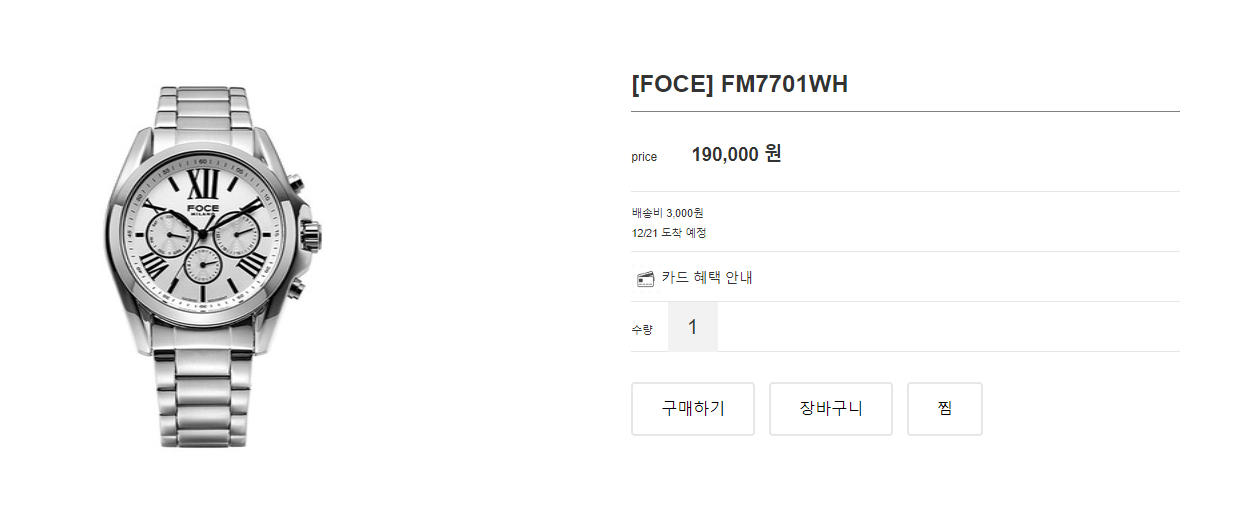 [FOCE] FM7701WH
price 190,000 원
배송비 3,000원
12/21 도착 예정
카드 혜택 안내
수량 1
구매하기 장바구니 찜
XII
60
FOCE
MILANO